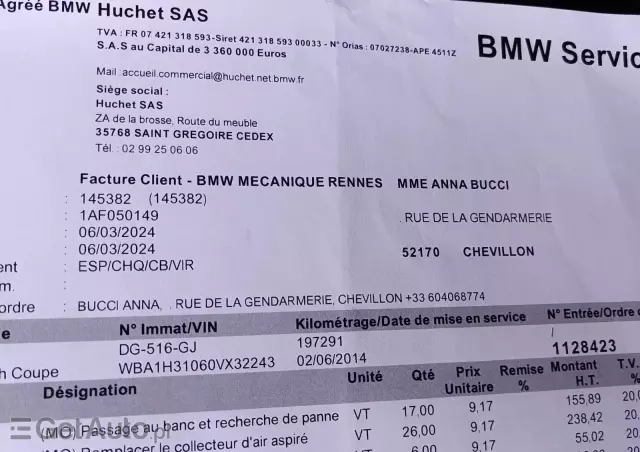 Agréé BMW Huchet SAS
BMW Servic
TVA : FR 07 421 318 593-Siret 421 318 593 00033 - N° Orias : 07027238-APE 4511Z
S.A.S au Capital de 3 360 000 Euros
Mail :accueil.commercial@huchet.net.bmw.fr
Siège social :
Huchet SAS
ZA de la brosse, Route du meuble
35768 SAINT GREGOIRE CEDEX
Tél. : 02 99 25 06 06
Facture Client - BMW MECANIQUE RENNES MME ANNA BUCCI
: 145382 (145382)
: 1AF050149
. RUE DE LA GENDARMERIE
: 06/03/2024
: 06/03/2024
52170 CHEVILLON
ent : ESP/CHQ/CB/VIR
m. :
ordre : BUCCI ANNA, . RUE DE LA GENDARMERIE, CHEVILLON +33 604068774
e N° Immat/VIN Kilométrage/Date de mise en service N° Entrée/Ordre d
DG-516-GJ 197291 /
h Coupe WBA1H31060VX32243 02/06/2014 1128423
Désignation Unité Qté Prix Unitaire Remise % Montant H.T. T.V. %
(MO) Passage au banc et recherche de panne VT 17,00 9,17 155,89 20,0
(MO) Remplacer le collecteur d'air aspiré VT 26,00 9,17 238,42 20,
6,00 9,17 55,02 20
GetAuto.pl